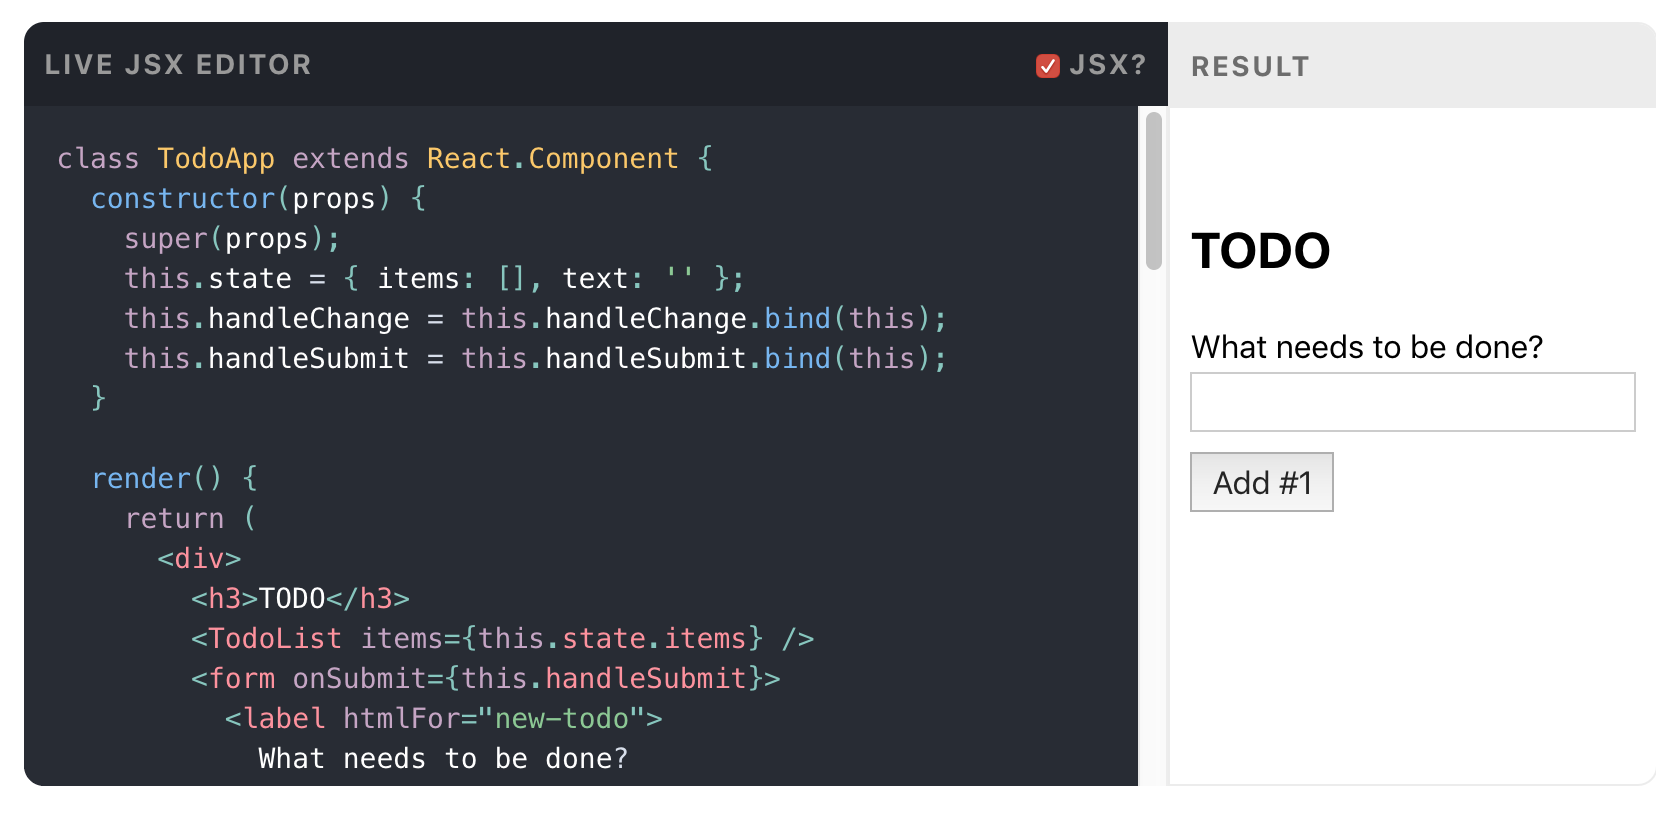 LIVE JSX EDITOR
JSX?
class TodoApp extends React.Component {
  constructor(props) {
    super(props);
    this.state = { items: [], text: '' };
    this.handleChange = this.handleChange.bind(this);
    this.handleSubmit = this.handleSubmit.bind(this);
  }
  render() {
    return (
      <div>
        <h3>TODO</h3>
        <TodoList items={this.state.items} />
        <form onSubmit={this.handleSubmit}>
          <label htmlFor="new-todo">
            What needs to be done?
RESULT
TODO
What needs to be done?
Add #1